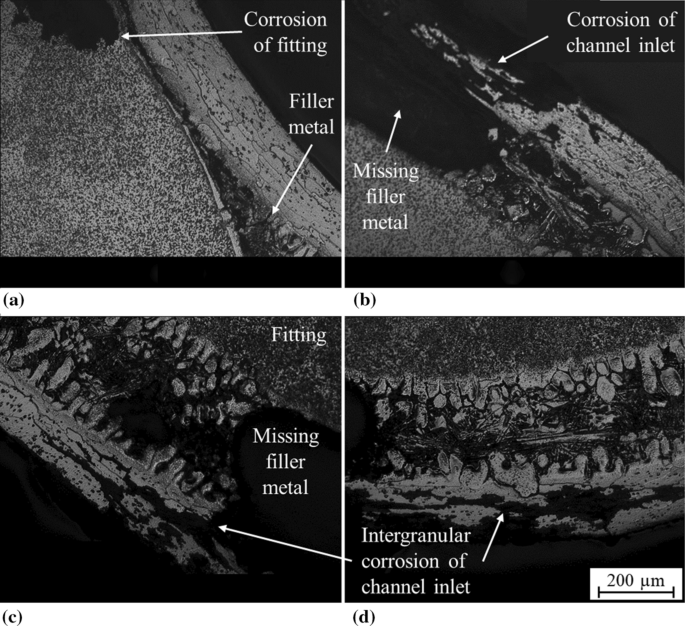 Corrosion
of fitting
Filler
metal
(a)
Corrosion of
channel inlet
Missing
filler
metal
(b)
Fitting
Missing
filler
metal
(c)
Intergranular
corrosion of
channel inlet
200 µm
(d)